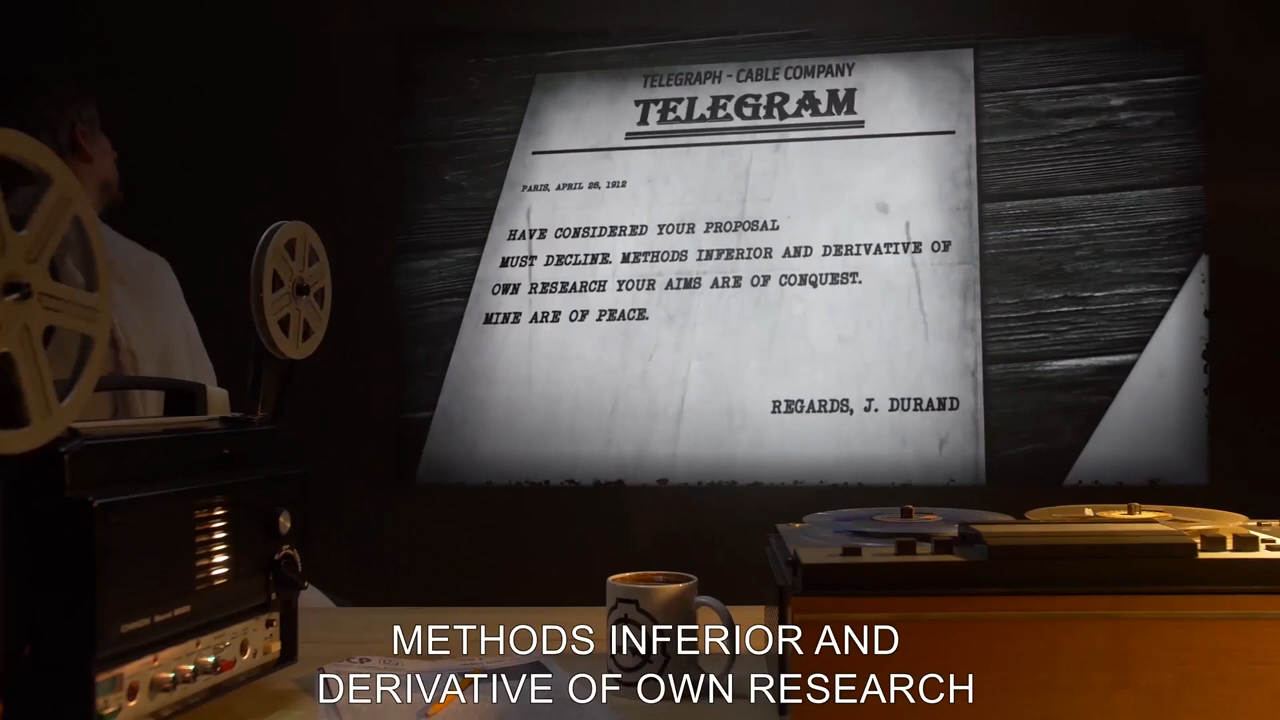 TELEGRAPH - CABLE COMPANY
TELEGRAM
PARIS, APRIL 26, 1912
HAVE CONSIDERED YOUR PROPOSAL
MUST DECLINE. METHODS INFERIOR AND DERIVATIVE OF
OWN RESEARCH YOUR AIMS ARE OF CONQUEST.
MINE ARE OF PEACE.
REGARDS, J. DURAND
METHODS INFERIOR AND
DERIVATIVE OF OWN RESEARCH